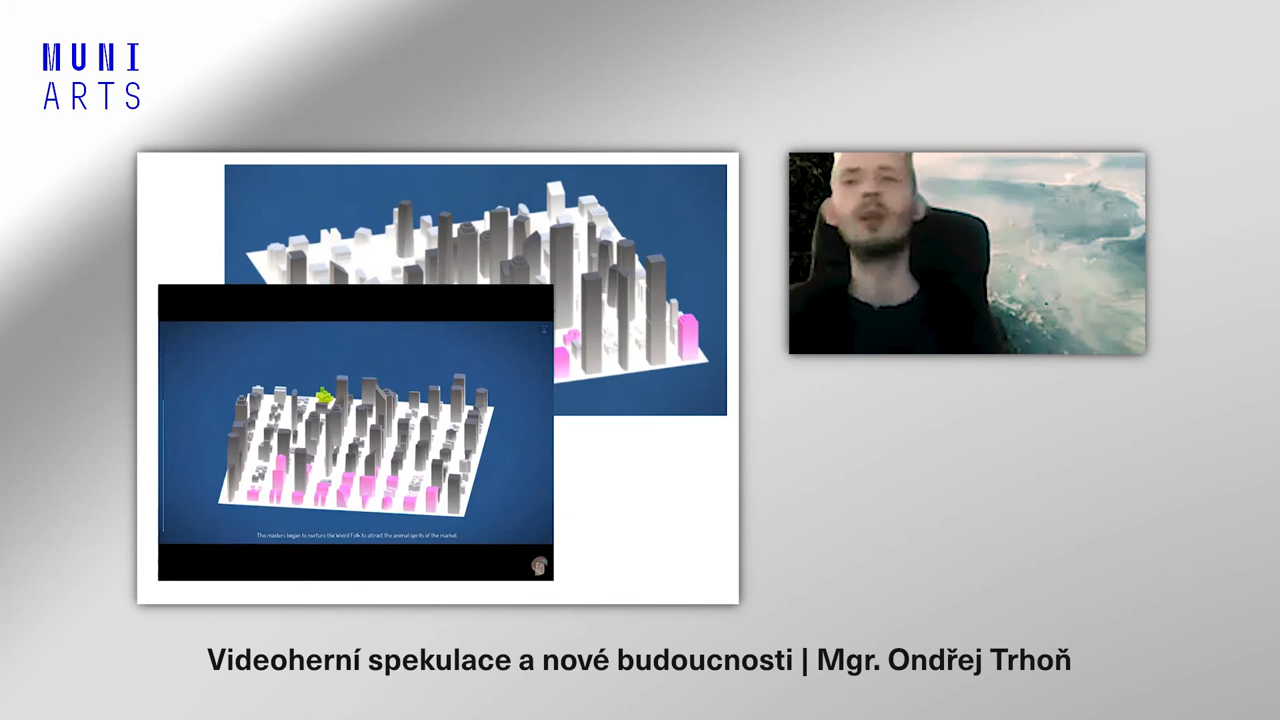 MUNI
ARTS
The masters began to nurture the Weird Folk to attract the animal spirits of the market.
Videoherní spekulace a nové budoucnosti | Mgr. Ondřej Trhoň